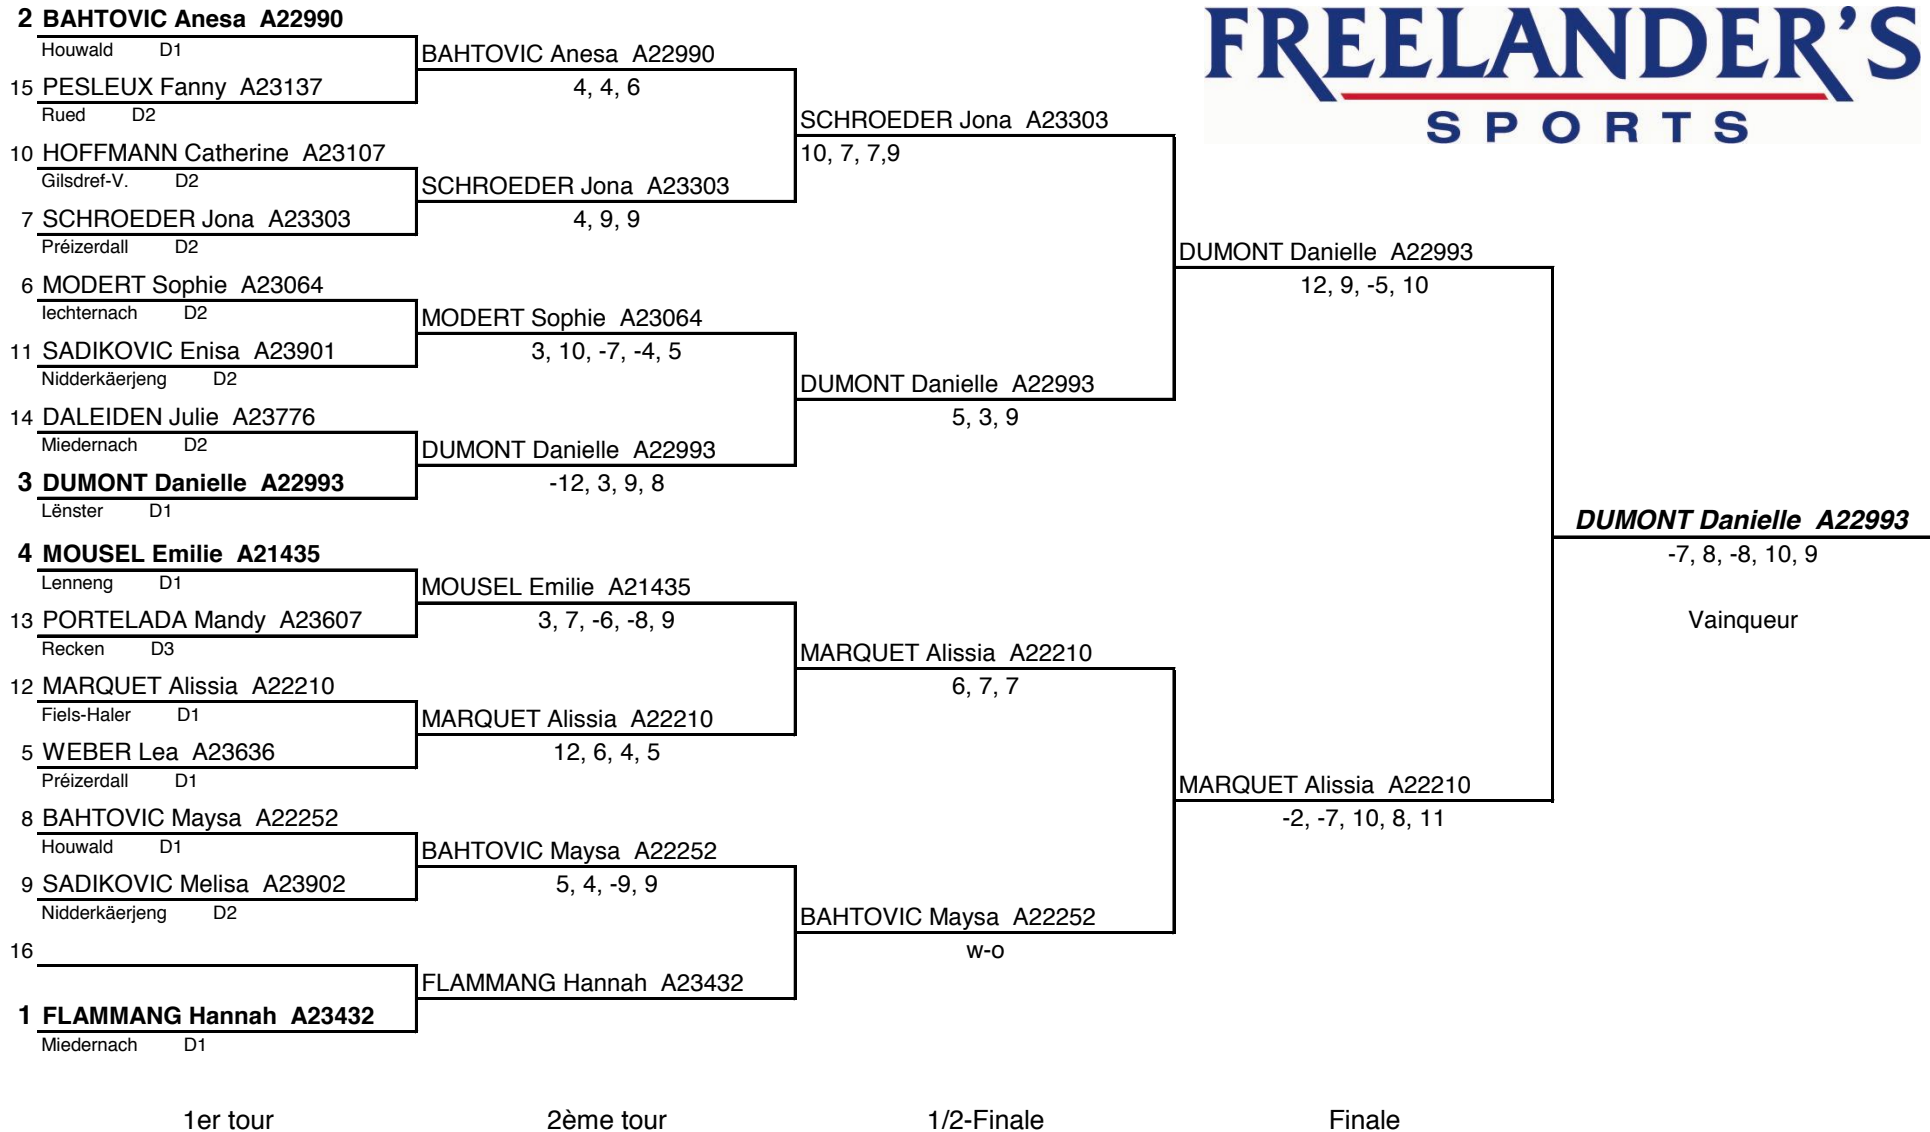 FREELANDER'S
SPORTS
2 BAHTOVIC Anesa A22990
Houwald D1
15 PESLEUX Fanny A23137
Rued D2
10 HOFFMANN Catherine A23107
Gilsdref-V. D2
7 SCHROEDER Jona A23303
Préizerdall D2
6 MODERT Sophie A23064
Iechternach D2
11 SADIKOVIC Enisa A23901
Nidderkäerjeng D2
14 DALEIDEN Julie A23776
Miedernach D2
3 DUMONT Danielle A22993
Lënster D1
4 MOUSEL Emilie A21435
Lenneng D1
13 PORTELADA Mandy A23607
Recken D3
12 MARQUET Alissia A22210
Fiels-Haler D1
5 WEBER Lea A23636
Préizerdall D1
8 BAHTOVIC Maysa A22252
Houwald D1
9 SADIKOVIC Melisa A23902
Nidderkäerjeng D2
16
1 FLAMMANG Hannah A23432
Miedernach D1
1er tour
BAHTOVIC Anesa A22990
4, 4, 6
SCHROEDER Jona A23303
4, 9, 9
MODERT Sophie A23064
3, 10, -7, -4, 5
DUMONT Danielle A22993
-12, 3, 9, 8
MOUSEL Emilie A21435
3, 7, -6, -8, 9
MARQUET Alissia A22210
12, 6, 4, 5
BAHTOVIC Maysa A22252
5, 4, -9, 9
FLAMMANG Hannah A23432
2ème tour
SCHROEDER Jona A23303
10, 7, 7,9
DUMONT Danielle A22993
5, 3, 9
MARQUET Alissia A22210
6, 7, 7
BAHTOVIC Maysa A22252
w-o
1/2-Finale
DUMONT Danielle A22993
12, 9, -5, 10
MARQUET Alissia A22210
-2, -7, 10, 8, 11
Finale
DUMONT Danielle A22993
-7, 8, -8, 10, 9
Vainqueur